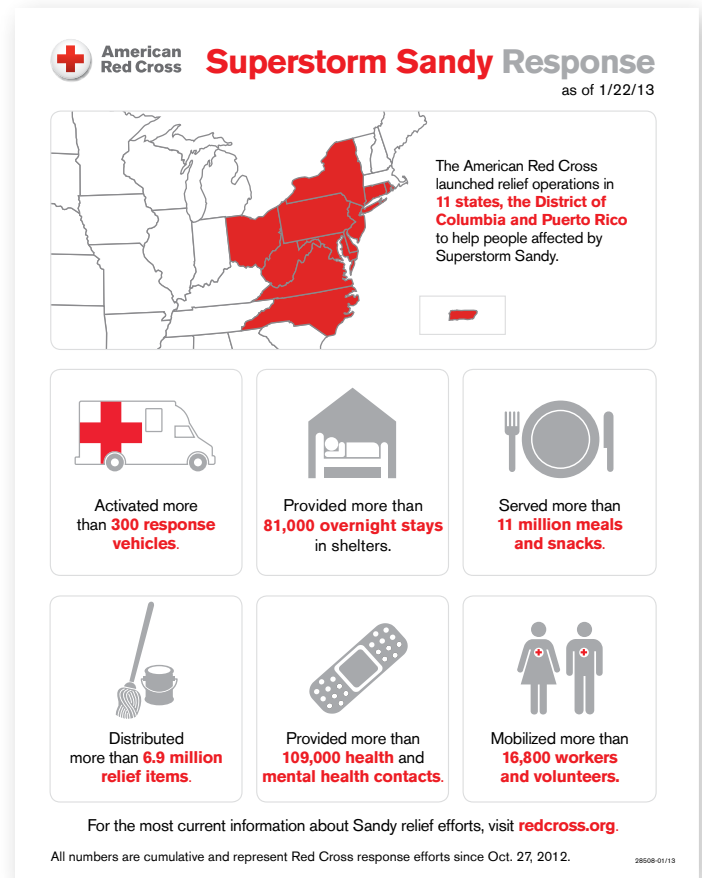 American
Red Cross
Superstorm Sandy Response
as of 1/22/13
The American Red Cross
launched relief operations in
11 states, the District of
Columbia and Puerto Rico
to help people affected by
Superstorm Sandy.
Activated more
than 300 response
vehicles.
Provided more than
81,000 overnight stays
in shelters.
Served more than
11 million meals
and snacks.
Distributed
more than 6.9 million
relief items.
Provided more than
109,000 health and
mental health contacts.
Mobilized more than
16,800 workers
and volunteers.
For the most current information about Sandy relief efforts, visit redcross.org.
All numbers are cumulative and represent Red Cross response efforts since Oct. 27, 2012.
28508-01/13